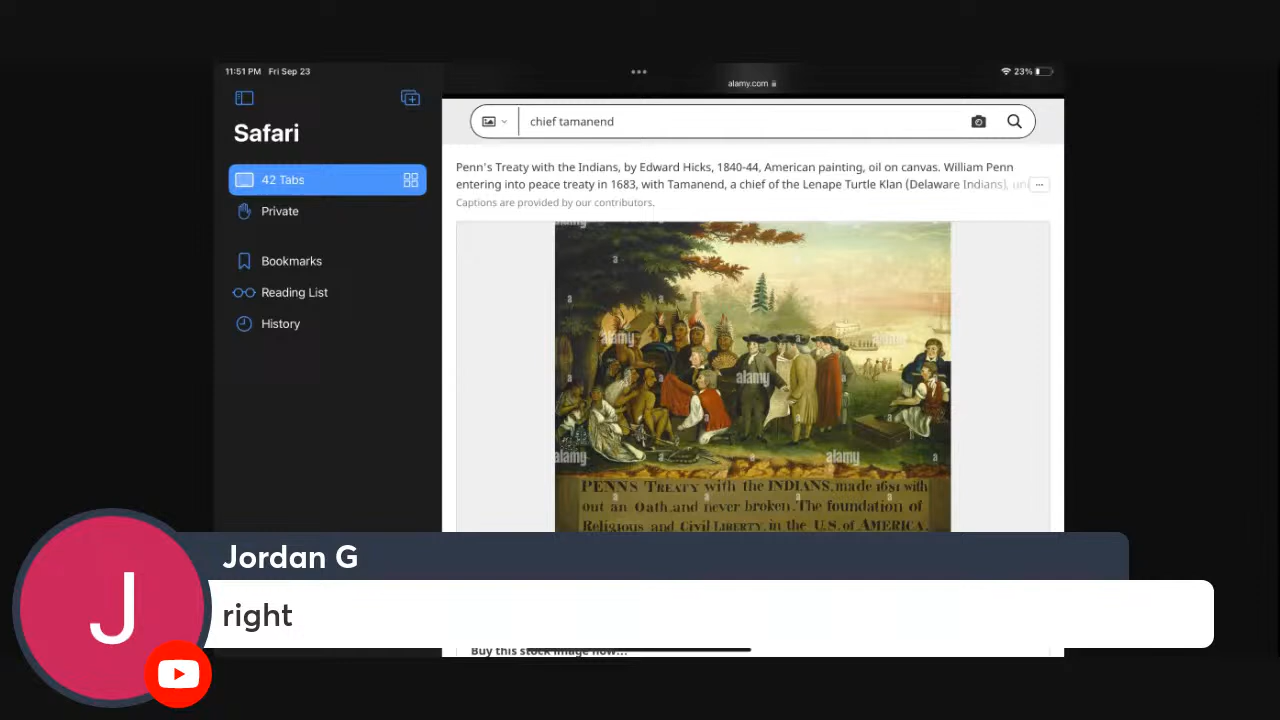 11:51 PM Fri Sep 23
alamy.com
23%
Safari
42 Tabs
Private
Bookmarks
Reading List
History
chief tamanend
Penn's Treaty with the Indians, by Edward Hicks, 1840-44, American painting, oil on canvas. William Penn
entering into peace treaty in 1683, with Tamanend, a chief of the Lenape Turtle Klan (Delaware Indians),
Captions are provided by our contributors.
alamy
alamy
alamy
alamy
alamy
PENNS TREATY with the INDIANS, made 1681 with
out an Oath, and never broken. The foundation of
Religious and Civil LIBERTY, in the U.S. of AMERICA.
Jordan G
J
right
Buy this stock image now...